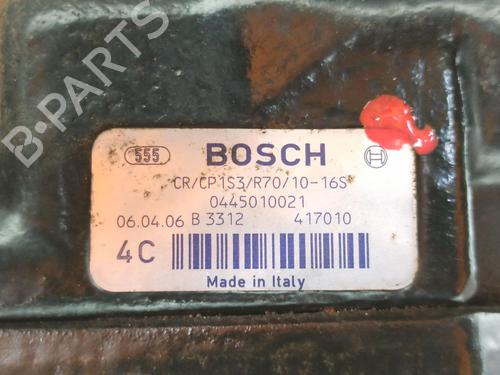 B-PARTS
555 BOSCH
CR/CP1S3/R70/10-16S
0445010021
06.04.06 B 3312 417010
4C
Made in Italy